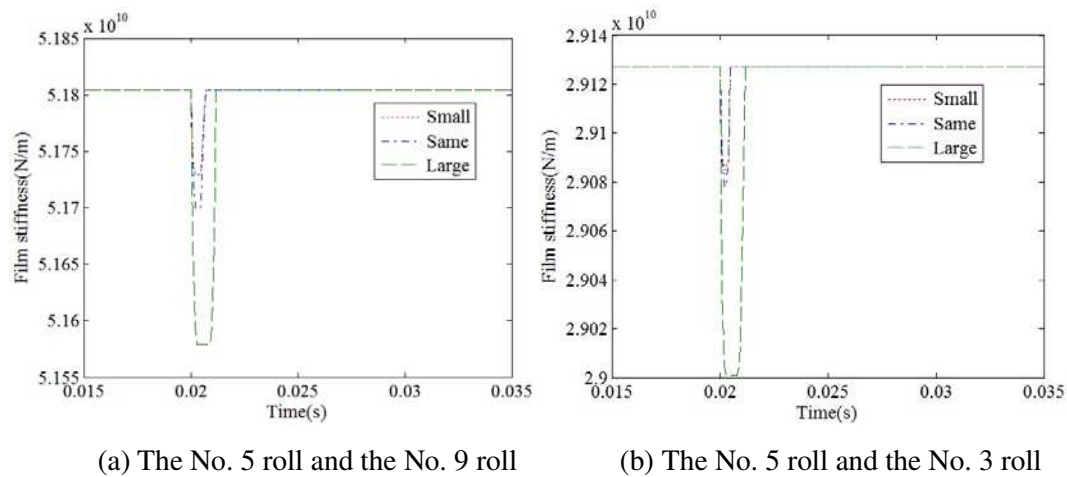 x 10^10
5.185
5.18
5.175
5.17
5.165
5.16
5.155
0.015
0.02
0.025
0.03
0.035
Film stiffness(N/m)
Time(s)
Small
Same
Large
(a) The No. 5 roll and the No. 9 roll
x 10^10
2.914
2.912
2.91
2.908
2.906
2.904
2.902
2.9
0.015
0.02
0.025
0.03
0.035
Film stiffness(N/m)
Time(s)
Small
Same
Large
(b) The No. 5 roll and the No. 3 roll